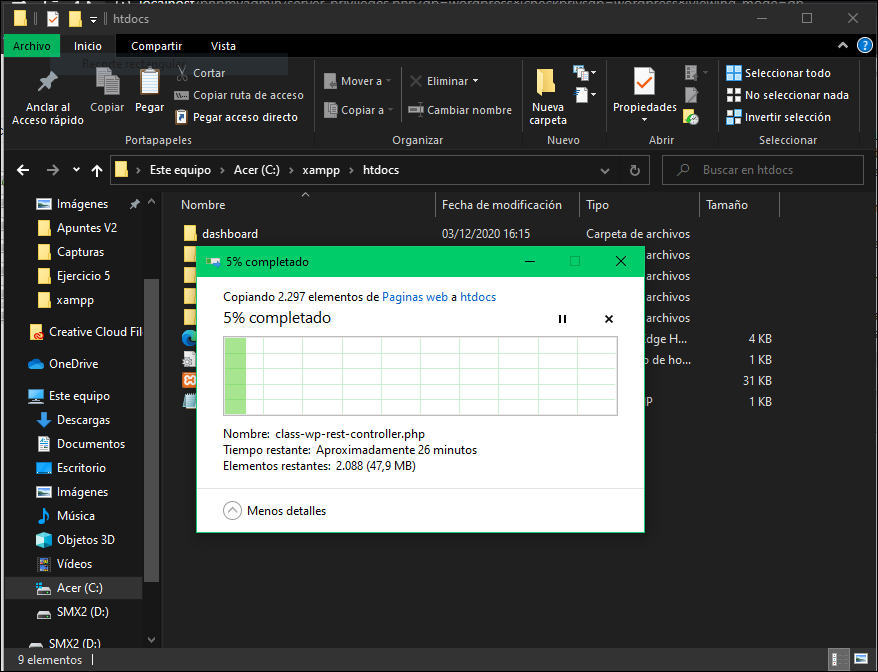 htdocs
Archivo Inicio Compartir Vista
Recorte rectangular
Anclar al Acceso rápido
Copiar
Pegar
Cortar
Copiar ruta de acceso
Pegar acceso directo
Mover a
Copiar a
Eliminar
Cambiar nombre
Nueva carpeta
Propiedades
Seleccionar todo
No seleccionar nada
Invertir selección
Portapapeles Organizar Nuevo Abrir Seleccionar
Este equipo Acer (C:) xampp htdocs
Buscar en htdocs
Imágenes
Apuntes V2
Capturas
Ejercicio 5
xampp
Creative Cloud Fil
OneDrive
Este equipo
Descargas
Documentos
Escritorio
Imágenes
Música
Objetos 3D
Vídeos
Acer (C:)
SMX2 (D:)
SMX2 (D:)
Nombre Fecha de modificación Tipo Tamaño
dashboard 03/12/2020 16:15 Carpeta de archivos
archivos
archivos
archivos
archivos
dge H... 4 KB
o de ho... 1 KB
31 KB
P 1 KB
5% completado
Copiando 2.297 elementos de Paginas web a htdocs
5% completado
Nombre: class-wp-rest-controller.php
Tiempo restante: Aproximadamente 26 minutos
Elementos restantes: 2.088 (47,9 MB)
Menos detalles
9 elementos